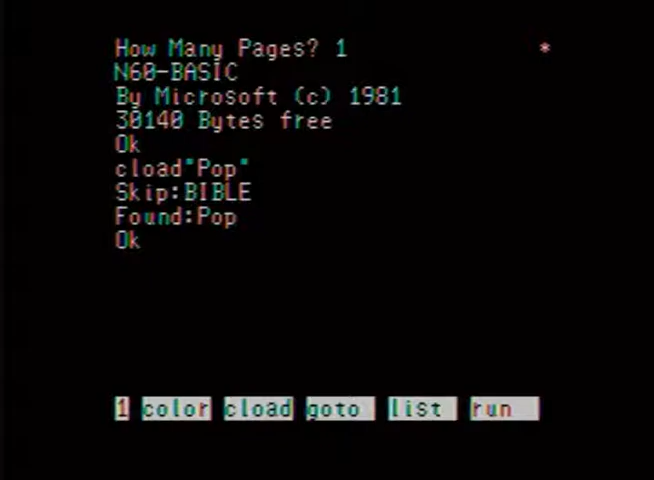 How Many Pages? 1 *
N60-BASIC
By Microsoft (c) 1981
30140 Bytes free
Ok
cload"Pop"
Skip:BIBLE
Found:Pop
Ok
1 color cload goto list run